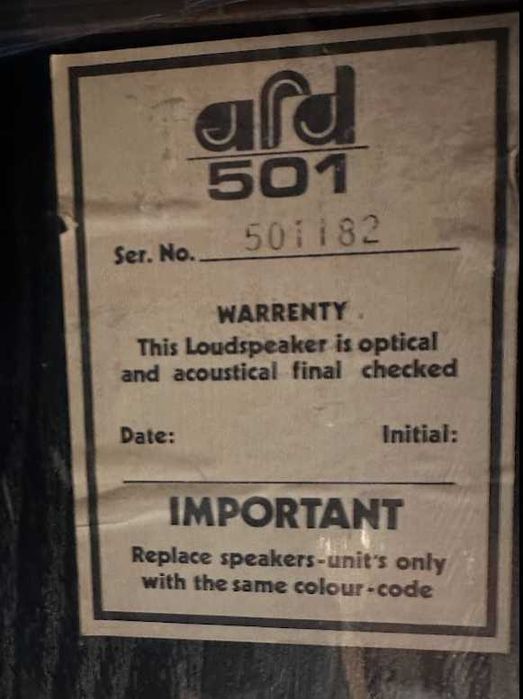 afd
501
Ser. No. 501182
WARRENTY
This Loudspeaker is optical
and acoustical final checked
Date: Initial:
IMPORTANT
Replace speakers-unit's only
with the same colour-code